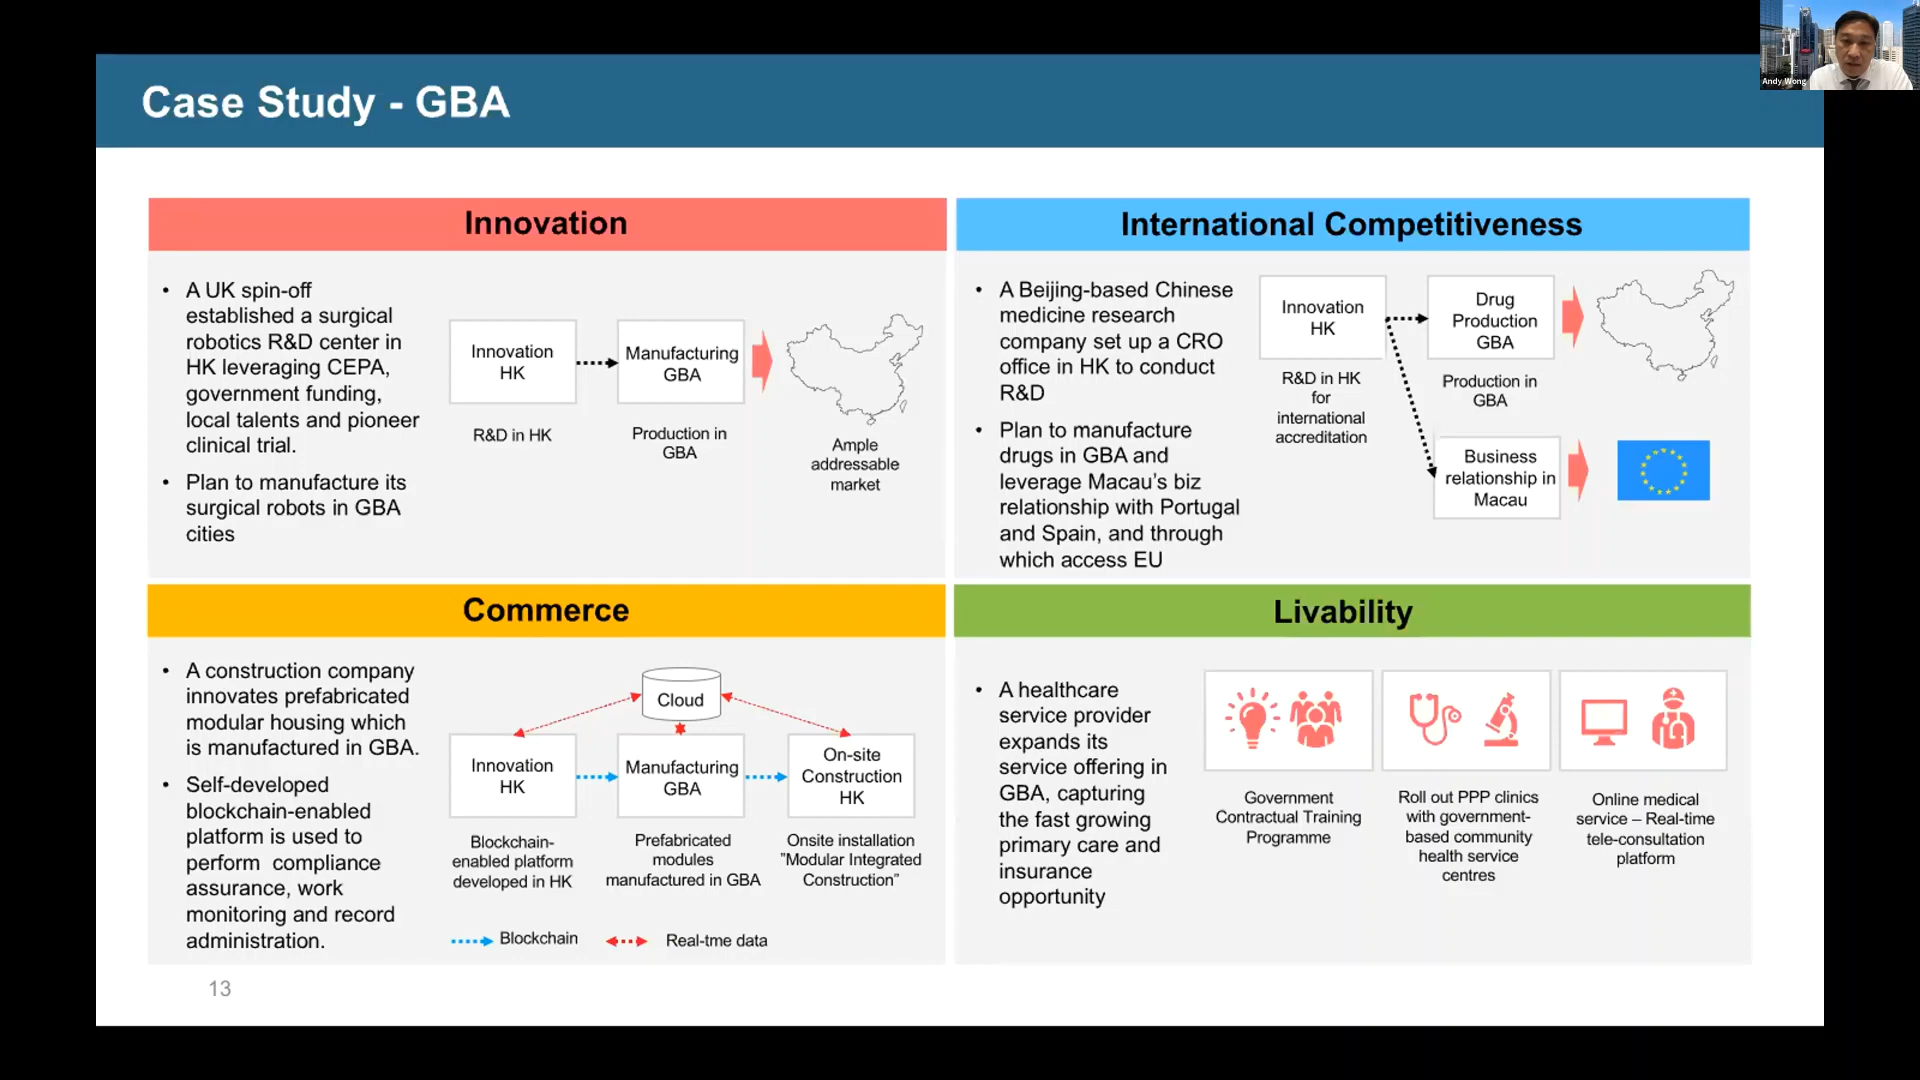 Andy Wong
Case Study - GBA
Innovation
• A UK spin-off
established a surgical
robotics R&D center in
HK leveraging CEPA,
government funding,
local talents and pioneer
clinical trial.
• Plan to manufacture its
surgical robots in GBA
cities
Innovation
HK
R&D in HK
Manufacturing
GBA
Production in
GBA
Ample
addressable
market
International Competitiveness
• A Beijing-based Chinese
medicine research
company set up a CRO
office in HK to conduct
R&D
• Plan to manufacture
drugs in GBA and
leverage Macau's biz
relationship with Portugal
and Spain, and through
which access EU
Innovation
HK
R&D in HK
for
international
accreditation
Drug
Production
GBA
Production in
GBA
Business
relationship in
Macau
Commerce
• A construction company
innovates prefabricated
modular housing which
is manufactured in GBA.
• Self-developed
blockchain-enabled
platform is used to
perform compliance
assurance, work
monitoring and record
administration.
Cloud
Innovation
HK
Blockchain-
enabled platform
developed in HK
Manufacturing
GBA
Prefabricated
modules
manufactured in GBA
On-site
Construction
HK
Onsite installation
"Modular Integrated
Construction"
Blockchain
Real-tme data
Livability
• A healthcare
service provider
expands its
service offering in
GBA, capturing
the fast growing
primary care and
insurance
opportunity
Government
Contractual Training
Programme
Roll out PPP clinics
with government-
based community
health service
centres
Online medical
service – Real-time
tele-consultation
platform
13